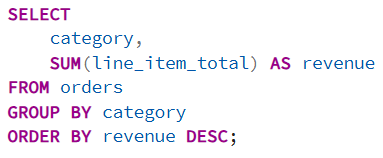 SELECT
    category,
    SUM(line_item_total) AS revenue
FROM orders
GROUP BY category
ORDER BY revenue DESC;